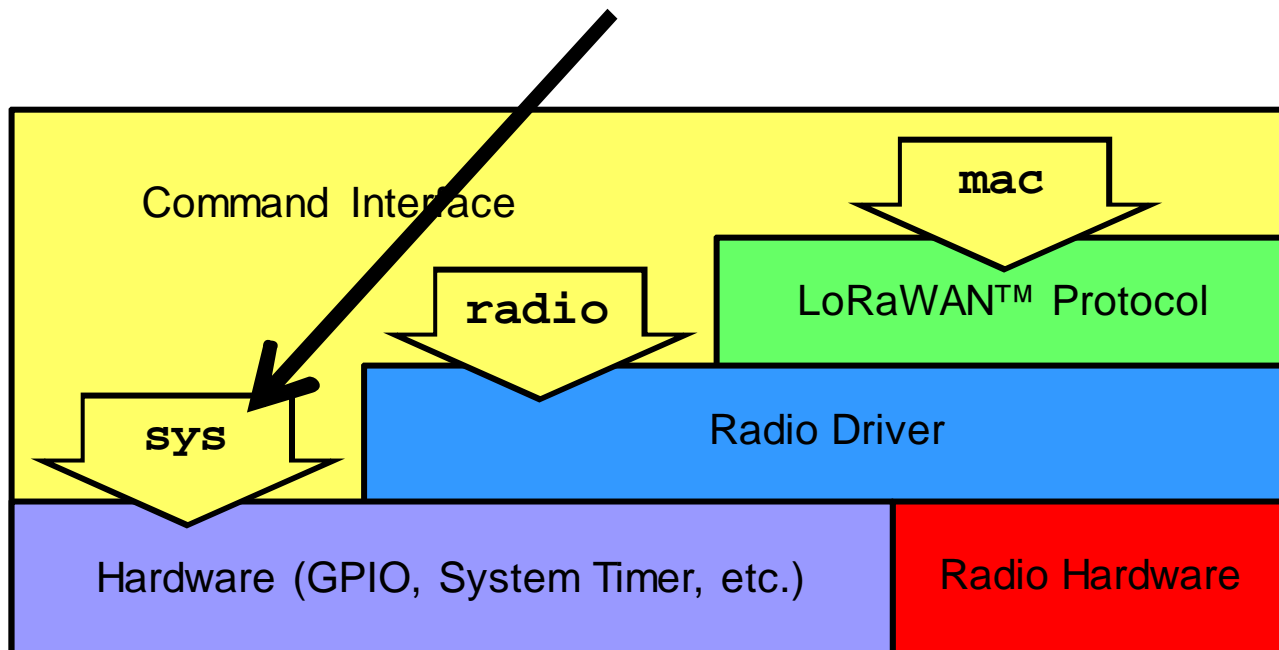 mac
Command Interface
LoRaWAN™ Protocol
radio
Radio Driver
sys
Hardware (GPIO, System Timer, etc.)
Radio Hardware